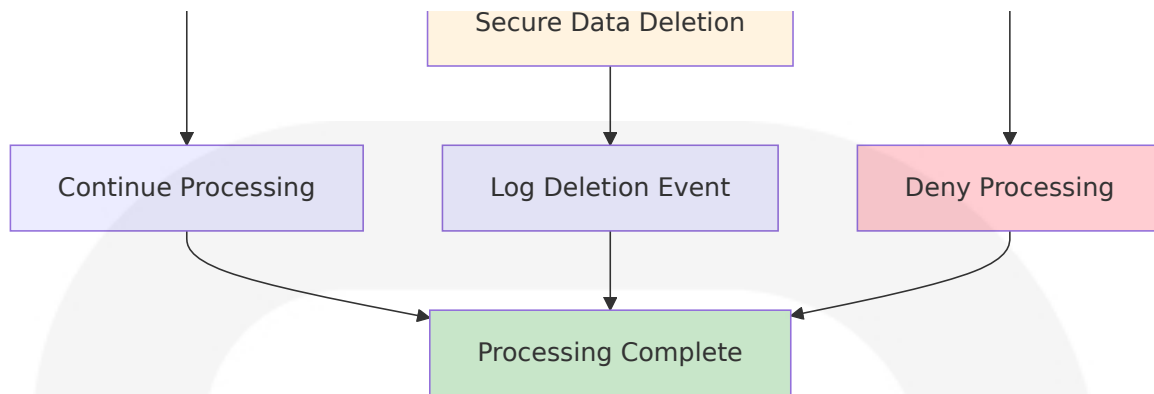 Secure Data Deletion
Continue Processing
Log Deletion Event
Deny Processing
Processing Complete